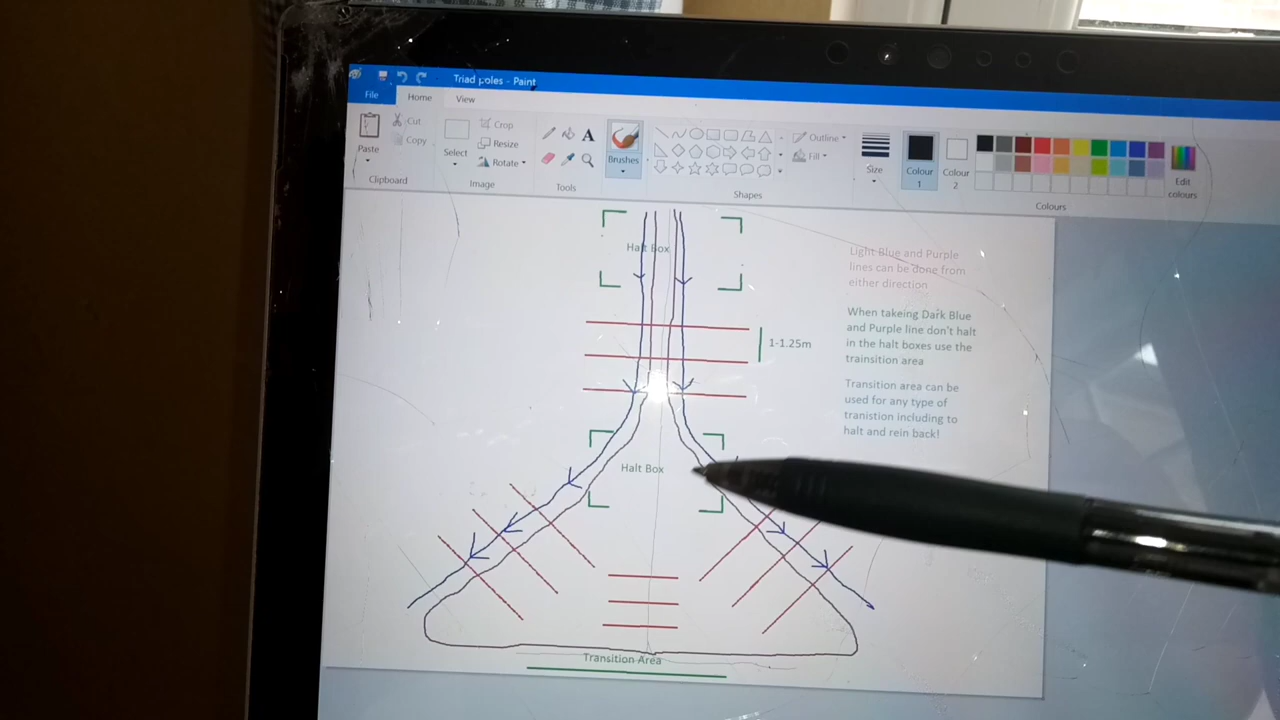 Triad poles - Paint
File
Home
View
Paste
Cut
Copy
Clipboard
Select
Crop
Resize
Rotate
Image
A
Tools
Brushes
Outline
Fill
Shapes
Size
Colour
1
Colour
2
Edit
colours
Colours
Halt Box
1-1.25m
Halt Box
Transition Area
Light Blue and Purple
lines can be done from
either direction
When takeing Dark Blue
and Purple line don't halt
in the halt boxes use the
trainsition area
Transition area can be
used for any type of
tranistion including to
halt and rein back!